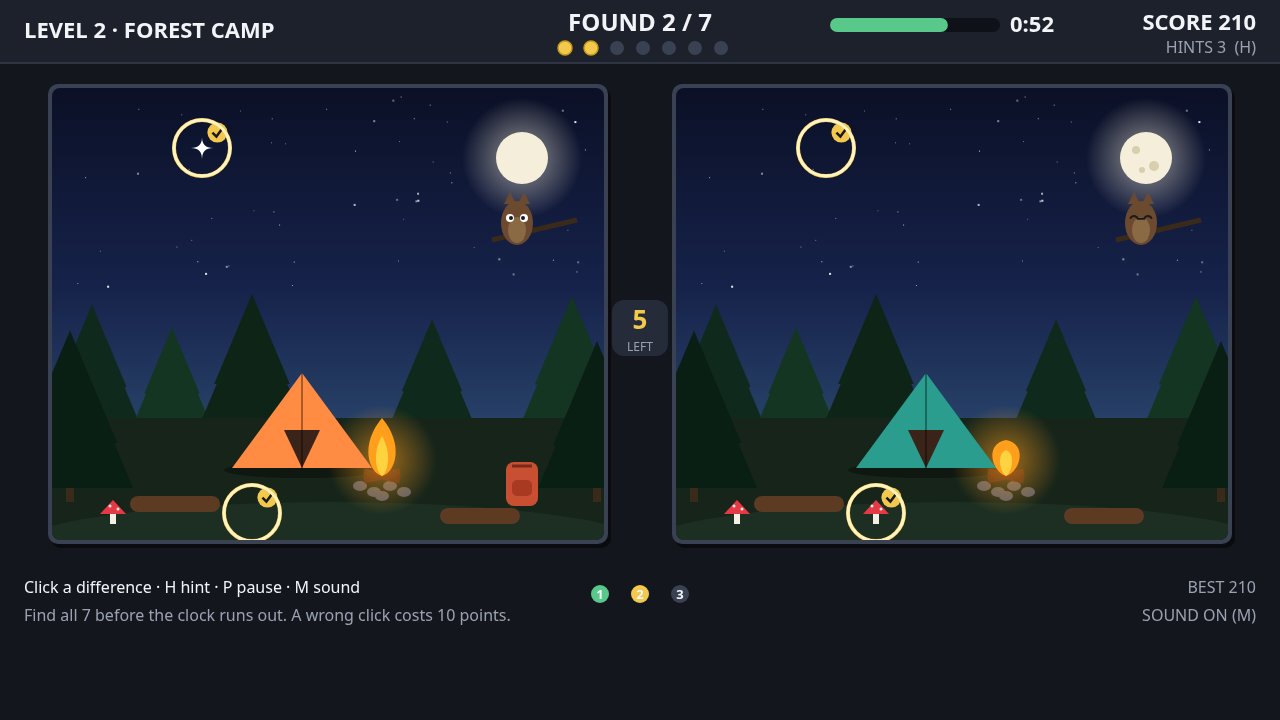 LEVEL 2 · FOREST CAMP
FOUND 2 / 7
0:52
SCORE 210
HINTS 3 (H)
5
LEFT
Click a difference · H hint · P pause · M sound
1 2 3
BEST 210
Find all 7 before the clock runs out. A wrong click costs 10 points.
SOUND ON (M)